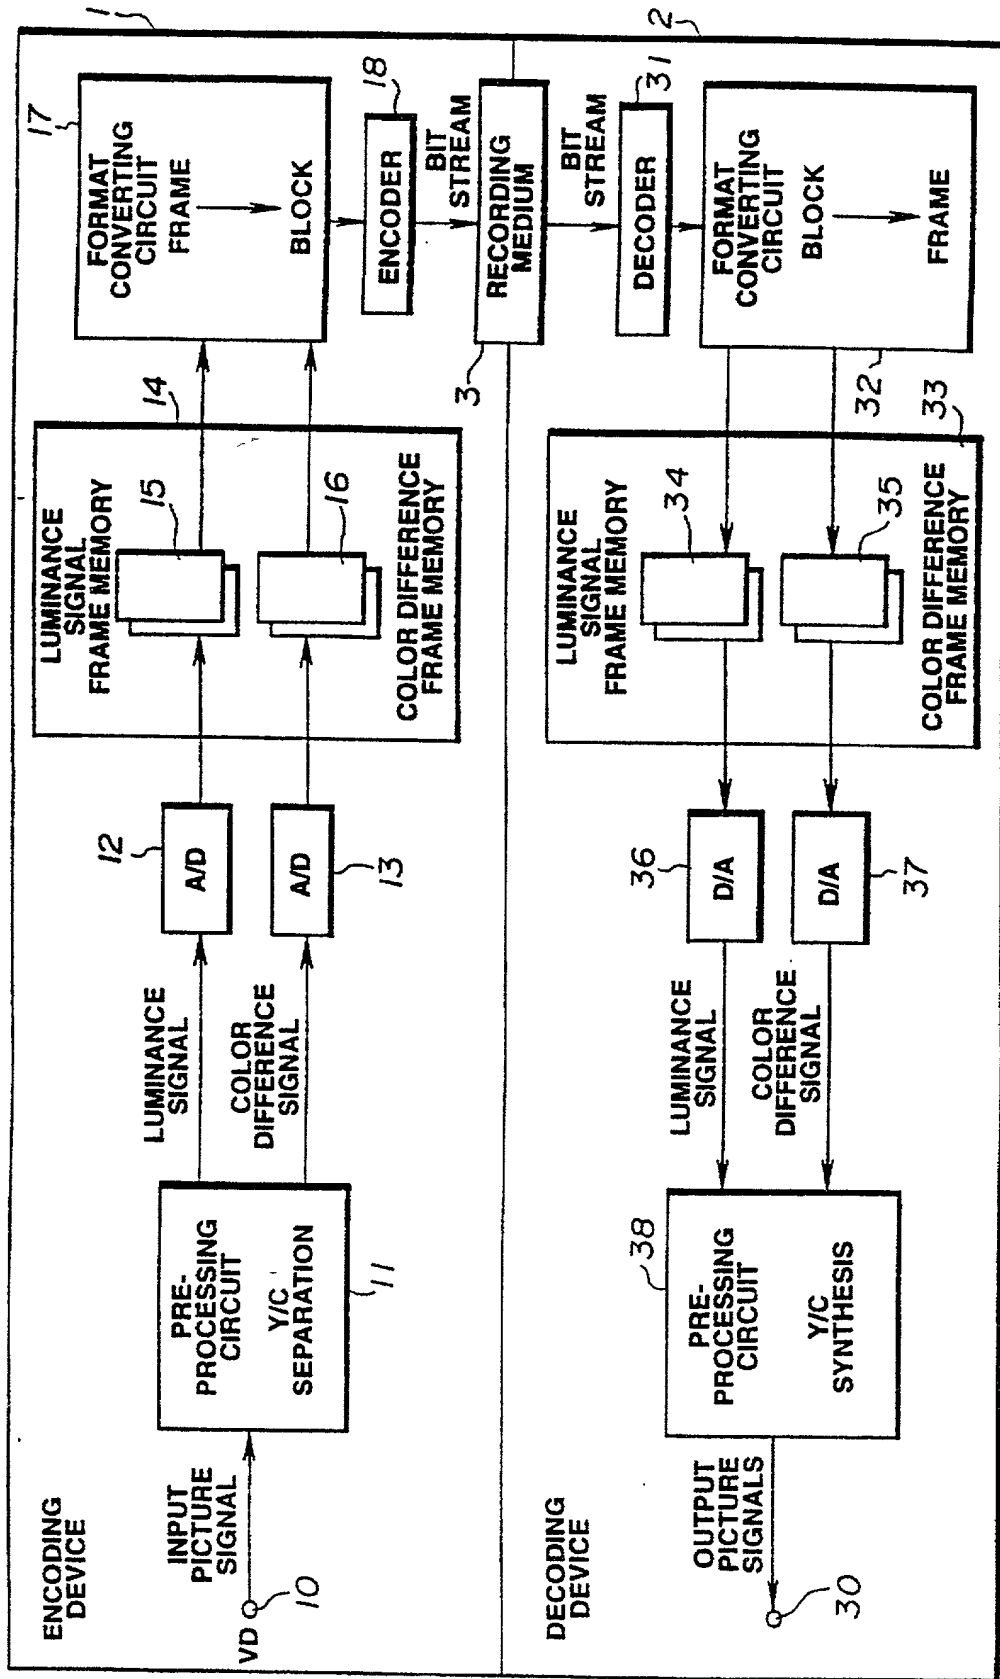 ENCODING
DEVICE
1
VD
10
INPUT
PICTURE
SIGNAL
PRE-
PROCESSING
CIRCUIT
Y/C
SEPARATION
11
LUMINANCE
SIGNAL
COLOR
DIFFERENCE
SIGNAL
12
A/D
A/D
13
14
LUMINANCE
SIGNAL
FRAME MEMORY
15
16
COLOR DIFFERENCE
FRAME MEMORY
17
FORMAT
CONVERTING
CIRCUIT
FRAME
BLOCK
18
ENCODER
BIT
STREAM
3
RECORDING
MEDIUM
BIT
STREAM
31
DECODER
DECODING
DEVICE
2
FORMAT
CONVERTING
CIRCUIT
BLOCK
FRAME
32
33
LUMINANCE
SIGNAL
FRAME MEMORY
34
35
COLOR DIFFERENCE
FRAME MEMORY
36
D/A
D/A
37
LUMINANCE
SIGNAL
COLOR
DIFFERENCE
SIGNAL
38
PRE-
PROCESSING
CIRCUIT
Y/C
SYNTHESIS
OUTPUT
PICTURE
SIGNALS
30